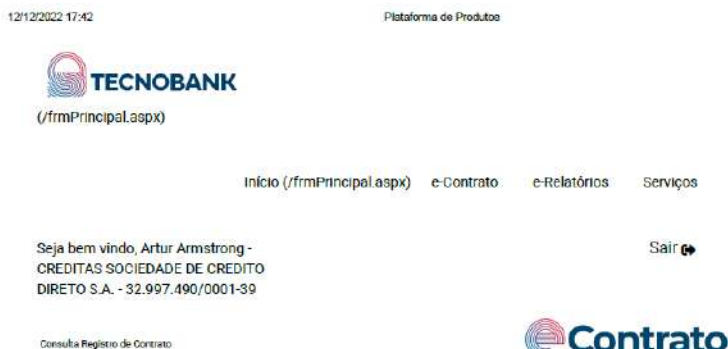 12/12/2022 17:42 Plataforma de Produtos
TECNOBANK
(/frmPrincipal.aspx)
Início (/frmPrincipal.aspx) e-Contrato e-Relatórios Serviços
Seja bem vindo, Artur Armstrong -
CREDITAS SOCIEDADE DE CREDITO
DIRETO S.A. - 32.997.490/0001-39
Sair
Consulta Registro de Contrato
Contrato